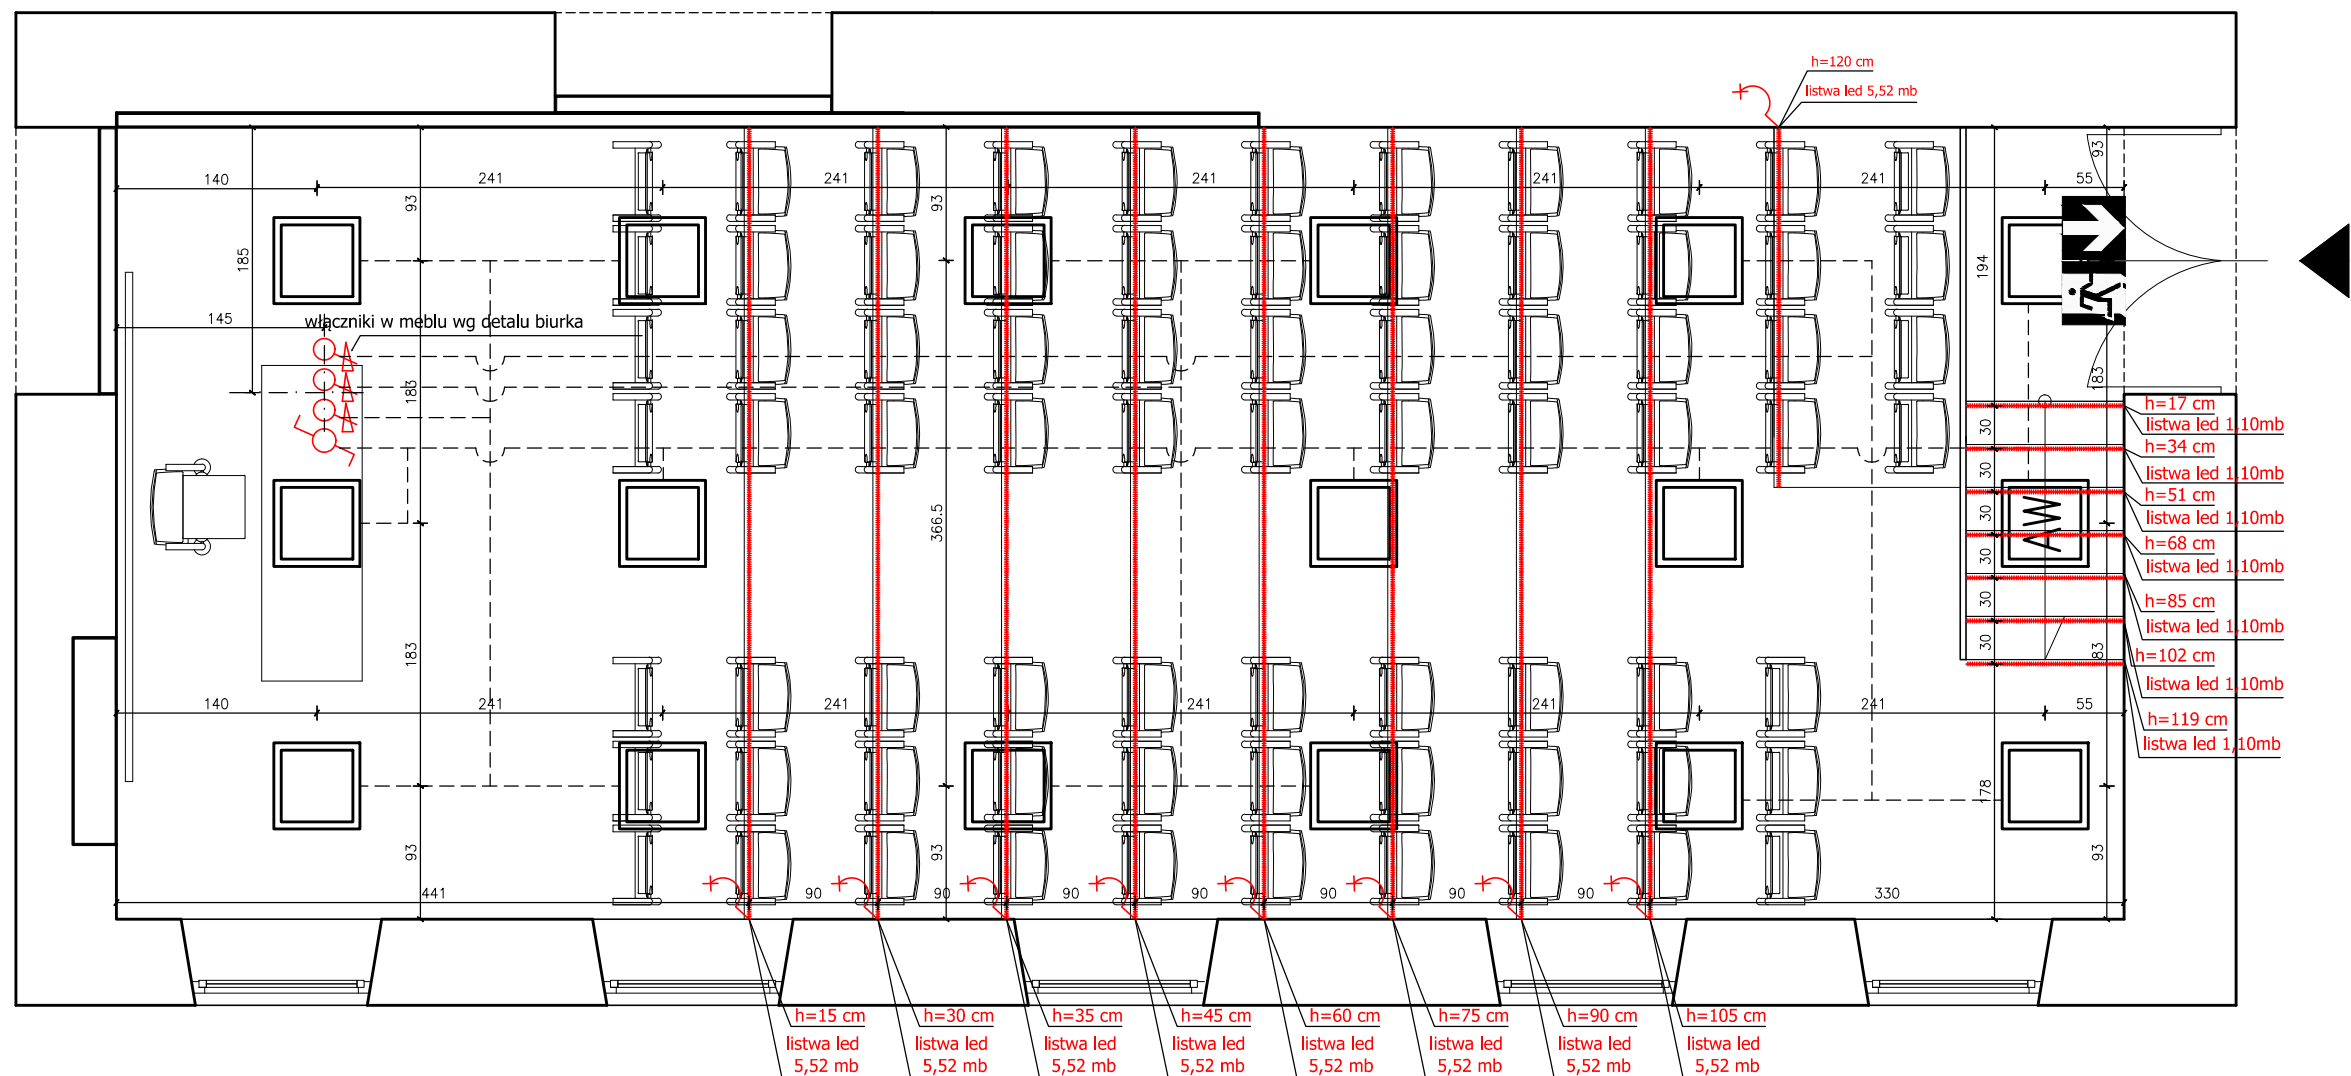 h=120 cm
listwa led 5,52 mb
140
241
241
241
241
241
55
93
93
93
185
194
145
włączniki w meblu wg detalu biurka
183
183
h=17 cm
listwa led 1,10mb
30
h=34 cm
listwa led 1,10mb
30
h=51 cm
listwa led 1,10mb
30
AW
366.5
h=68 cm
listwa led 1,10mb
30
h=85 cm
listwa led 1,10mb
30
183
83
30
h=102 cm
listwa led 1,10mb
140
241
241
241
241
241
55
h=119 cm
listwa led 1,10mb
178
93
93
93
441
90
90
90
90
90
90
90
330
h=15 cm
listwa led
5,52 mb
h=30 cm
listwa led
5,52 mb
h=35 cm
listwa led
5,52 mb
h=45 cm
listwa led
5,52 mb
h=60 cm
listwa led
5,52 mb
h=75 cm
listwa led
5,52 mb
h=90 cm
listwa led
5,52 mb
h=105 cm
listwa led
5,52 mb